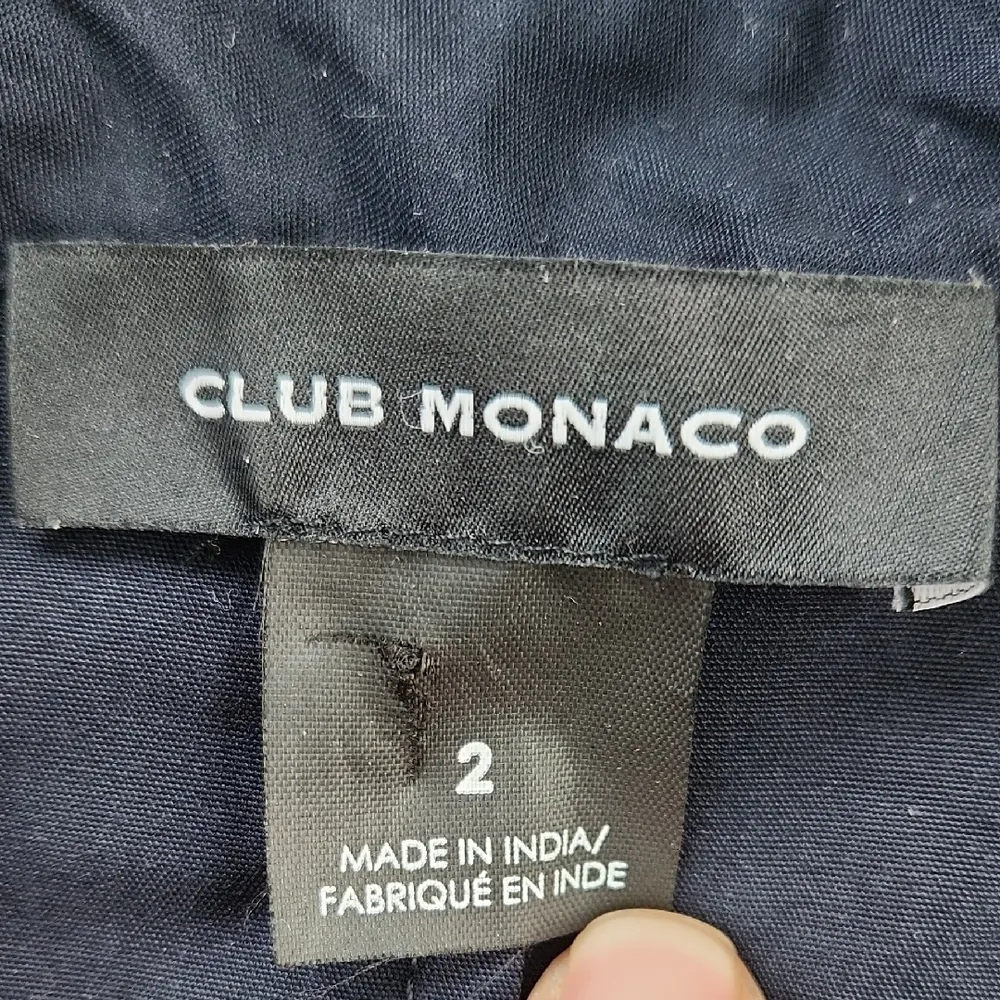 CLUB MONACO
2
MADE IN INDIA/
FABRIQUÉ EN INDE